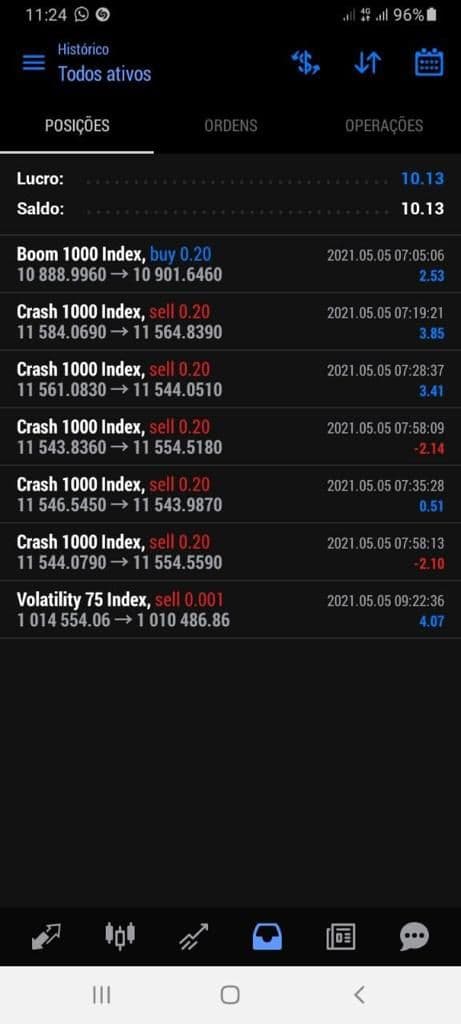 11:24 4G 96%
Histórico
Todos ativos
POSIÇÕES ORDENS OPERAÇÕES
Lucro: 10.13
Saldo: 10.13
Boom 1000 Index, buy 0.20 2021.05.05 07:05:06
10 888.9960 → 10 901.6460 2.53
Crash 1000 Index, sell 0.20 2021.05.05 07:19:21
11 584.0690 → 11 564.8390 3.85
Crash 1000 Index, sell 0.20 2021.05.05 07:28:37
11 561.0830 → 11 544.0510 3.41
Crash 1000 Index, sell 0.20 2021.05.05 07:58:09
11 543.8360 → 11 554.5180 -2.14
Crash 1000 Index, sell 0.20 2021.05.05 07:35:28
11 546.5450 → 11 543.9870 0.51
Crash 1000 Index, sell 0.20 2021.05.05 07:58:13
11 544.0790 → 11 554.5590 -2.10
Volatility 75 Index, sell 0.001 2021.05.05 09:22:36
1 014 554.06 → 1 010 486.86 4.07